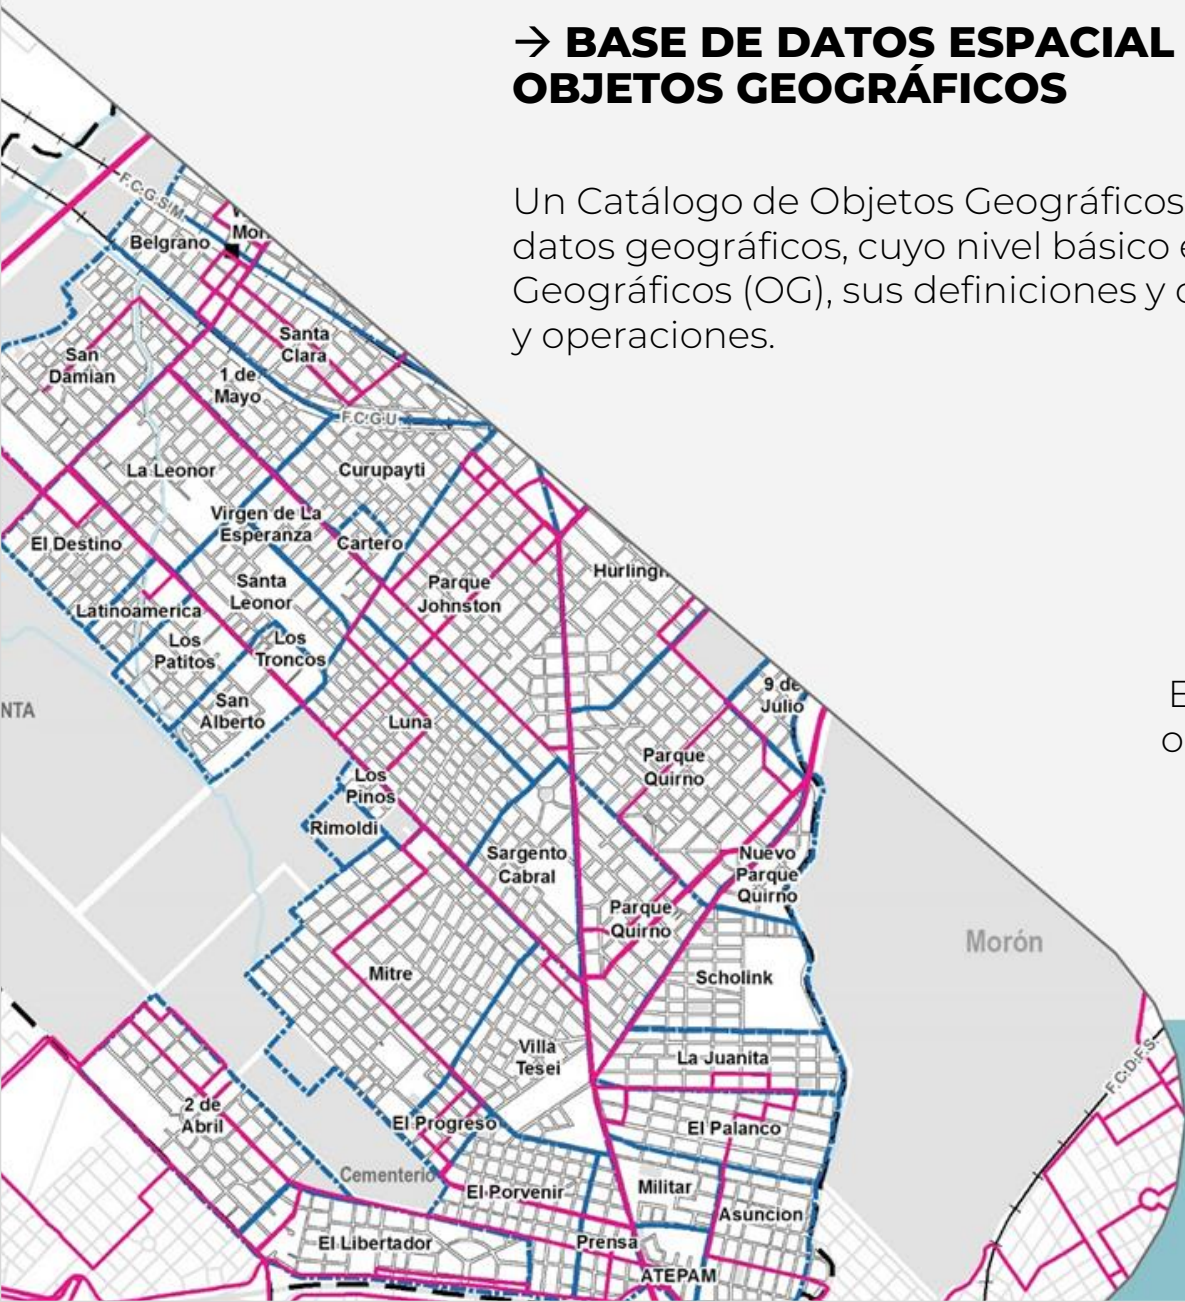 → BASE DE DATOS ESPACIAL
OBJETOS GEOGRÁFICOS
Un Catálogo de Objetos Geográficos
datos geográficos, cuyo nivel básico
Geográficos (OG), sus definiciones y
y operaciones.
F.C.G.S.M.
Belgrano
Santa
Clara
San
Damian
1 de
Mayo
F.C.G.U.
La Leonor
Curupayti
Virgen de La
Esperanza
El Destino
Cartero
Parque
Johnston
Santa
Leonor
Latinoamerica
Los
Patitos
Los
Troncos
9 de
Julio
San
Alberto
NTA
Luna
Parque
Quirno
Los
Pinos
Rimoldi
Sargento
Cabral
Nuevo
Parque
Quirno
Parque
Quirno
Morón
Mitre
Scholink
Villa
Tesei
La Juanita
F.C.D.F.S.
2 de
Abril
El Progreso
El Palanco
Cementerio
El Porvenir
Militar
Asuncion
El Libertador
Prensa
ATEPAM